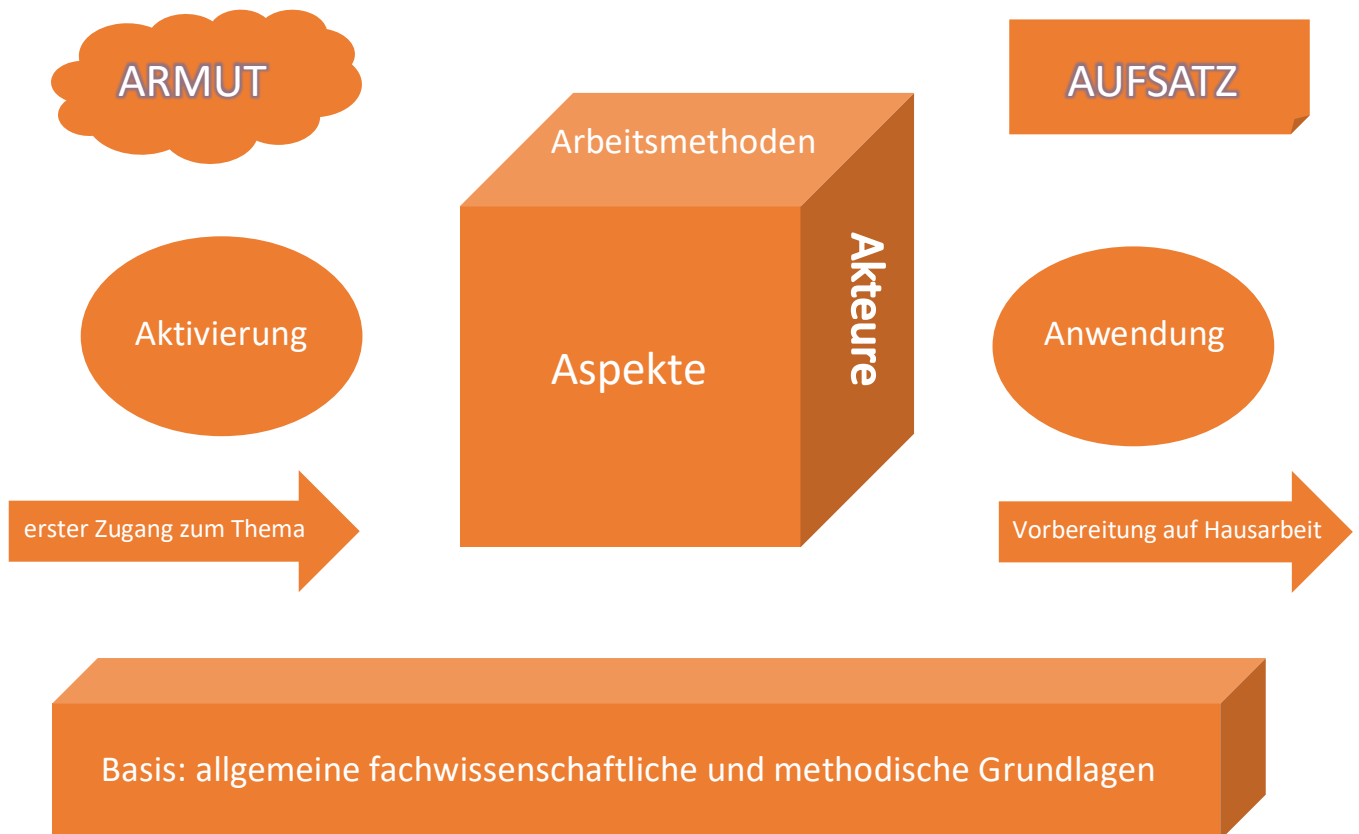 ARMUT
AUFSATZ
Arbeitsmethoden
Akteure
Aktivierung
Aspekte
Anwendung
erster Zugang zum Thema
Vorbereitung auf Hausarbeit
Basis: allgemeine fachwissenschaftliche und methodische Grundlagen